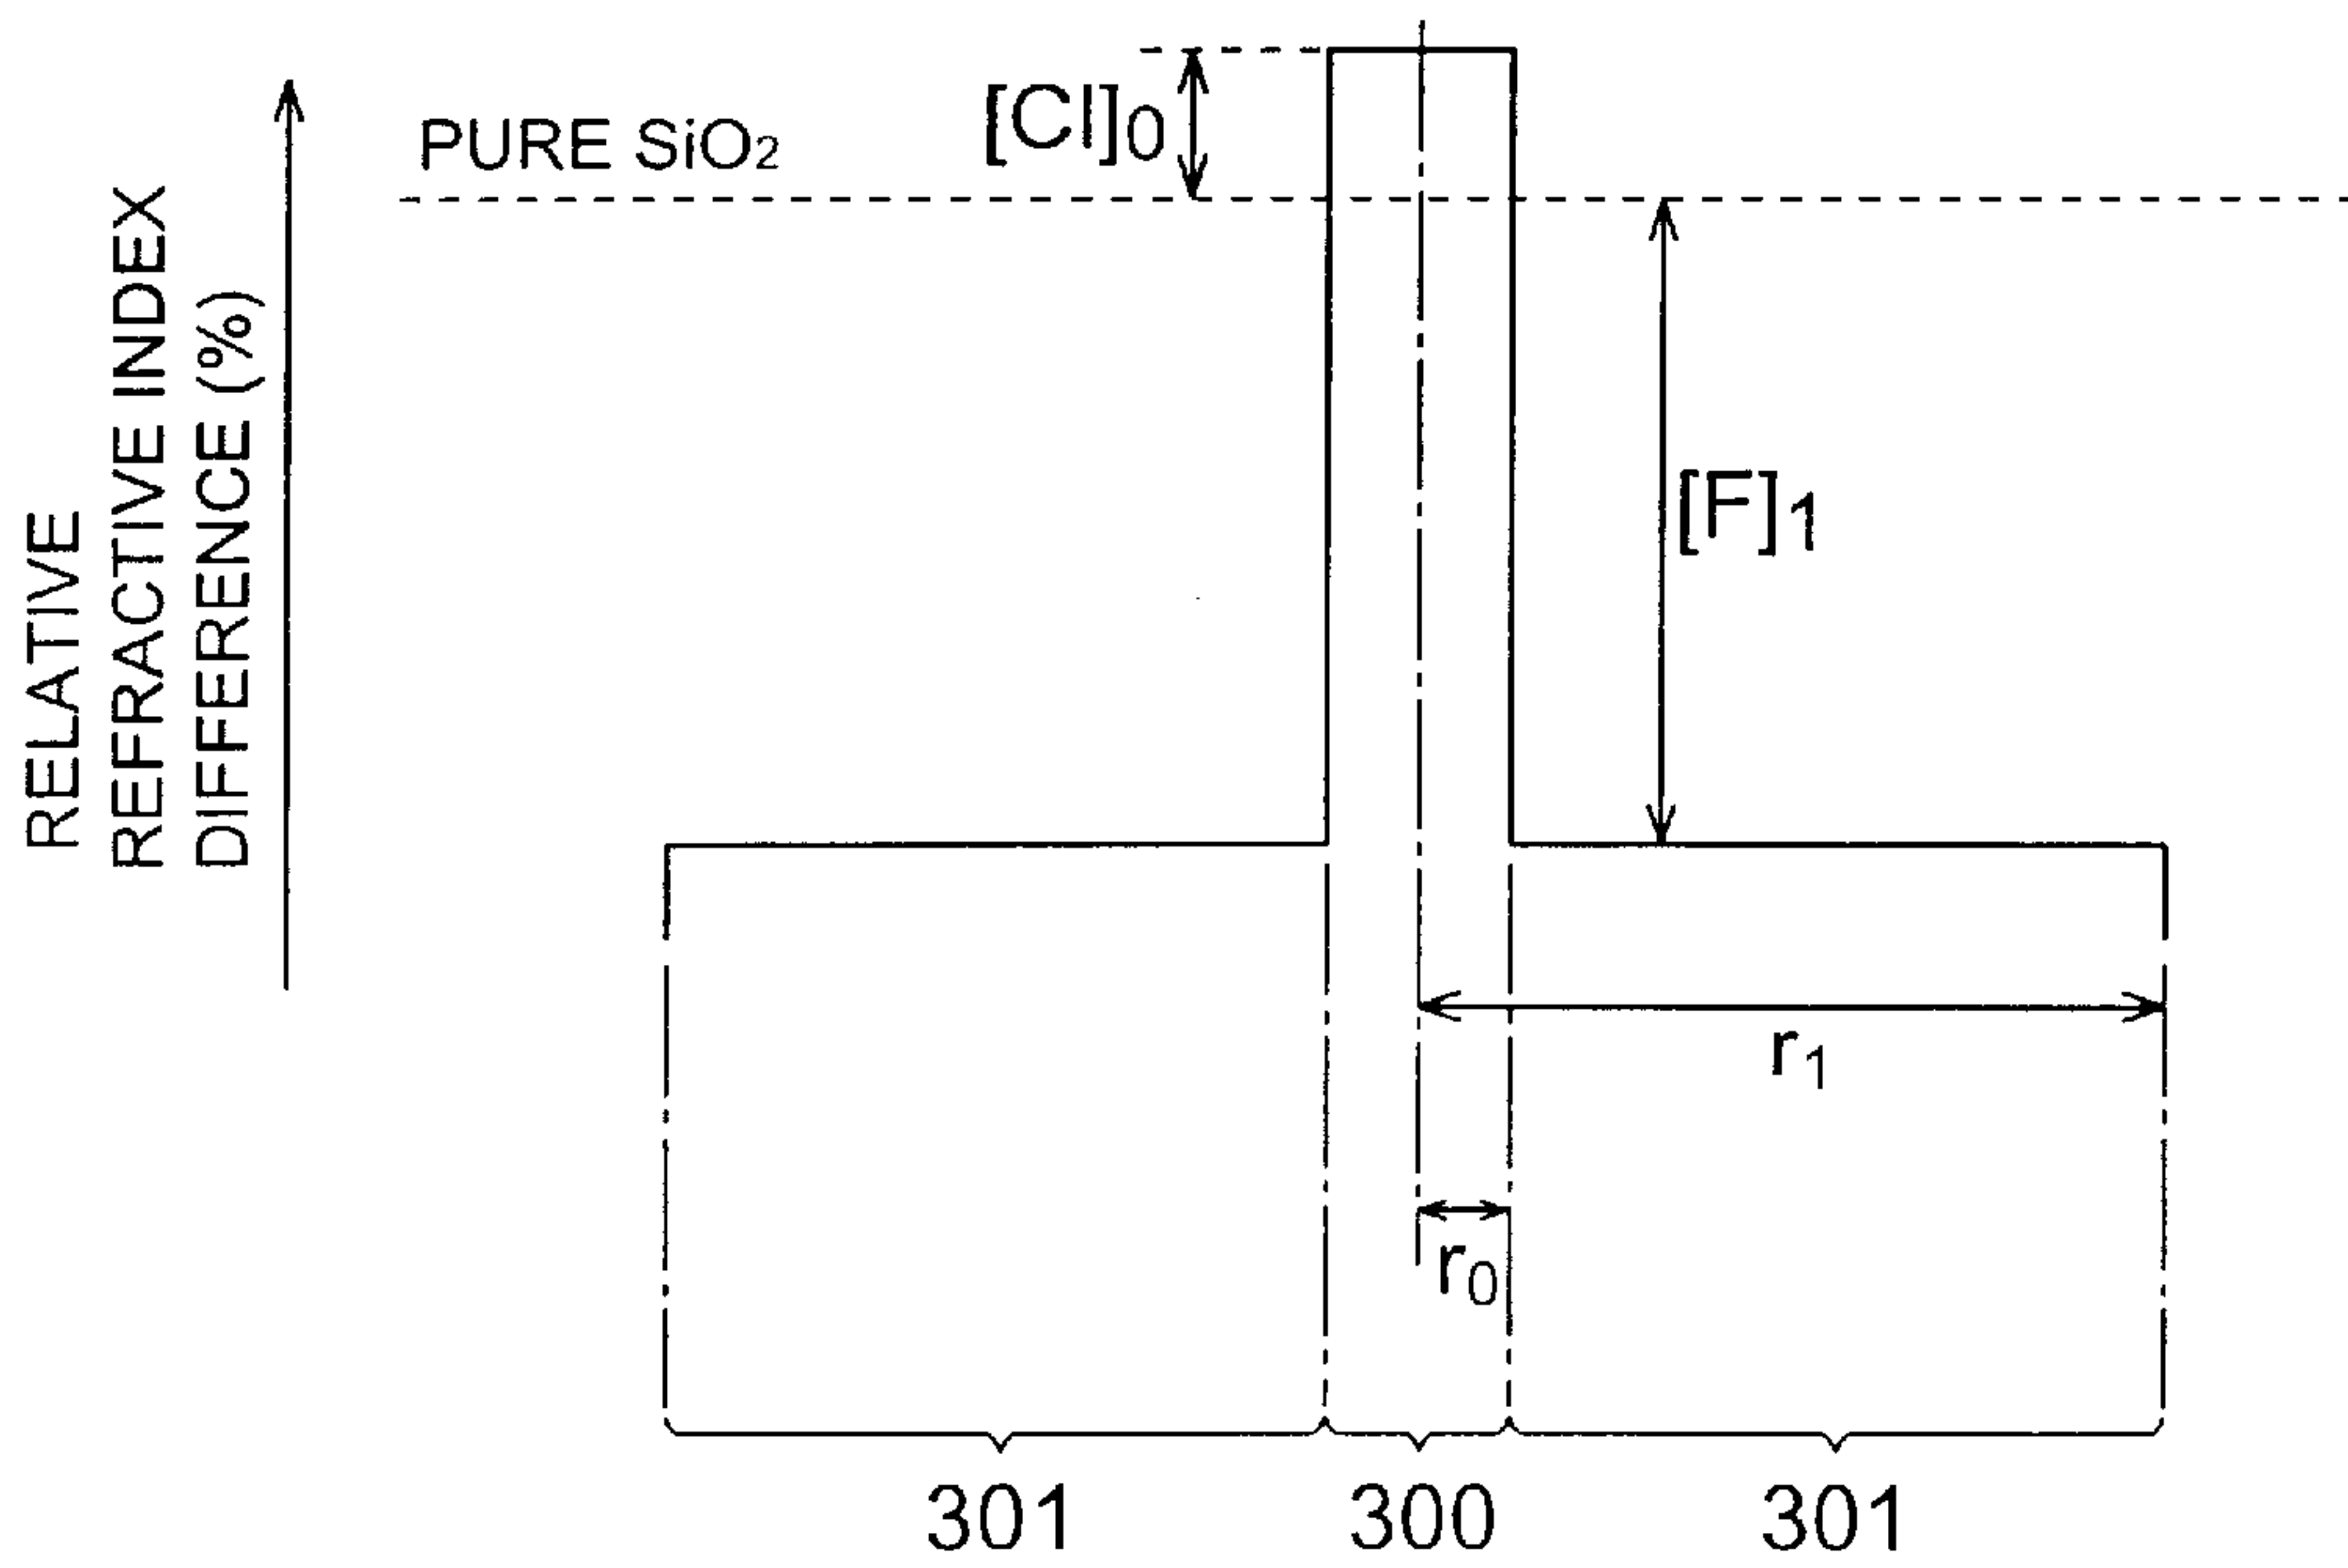 RELATIVE
REFRACTIVE INDEX
DIFFERENCE (%)
PURE SiO₂
[Cl]₀
[F]₁
r₁
r₀
301
300
301